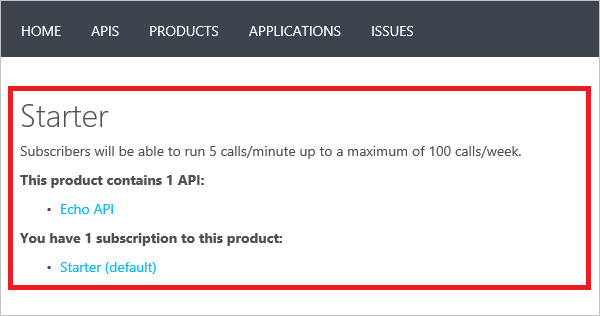 HOME APIS PRODUCTS APPLICATIONS ISSUES
Starter
Subscribers will be able to run 5 calls/minute up to a maximum of 100 calls/week.
This product contains 1 API:
• Echo API
You have 1 subscription to this product:
• Starter (default)